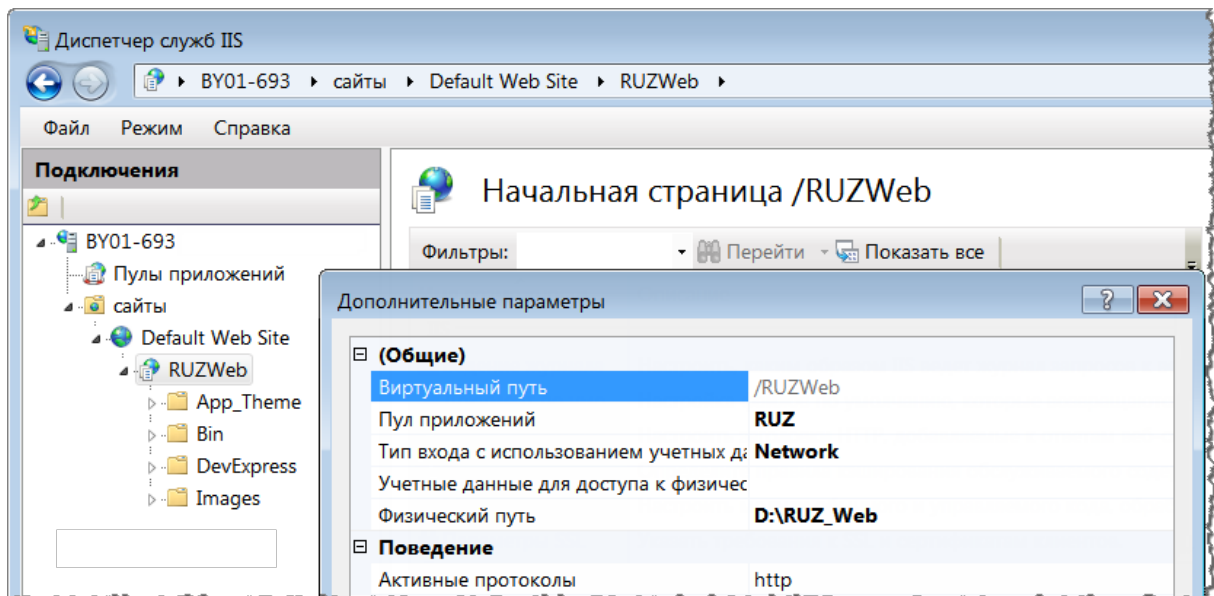 Диспетчер служб IIS
BY01-693 сайты Default Web Site RUZWeb
Файл Режим Справка
Подключения
BY01-693
Пулы приложений
сайты
Default Web Site
RUZWeb
App_Theme
Bin
DevExpress
Images
Начальная страница /RUZWeb
Фильтры: Перейти Показать все
Дополнительные параметры
(Общие)
Виртуальный путь /RUZWeb
Пул приложений RUZ
Тип входа с использованием учетных да Network
Учетные данные для доступа к физичес
Физический путь D:\RUZ_Web
Поведение
Активные протоколы http